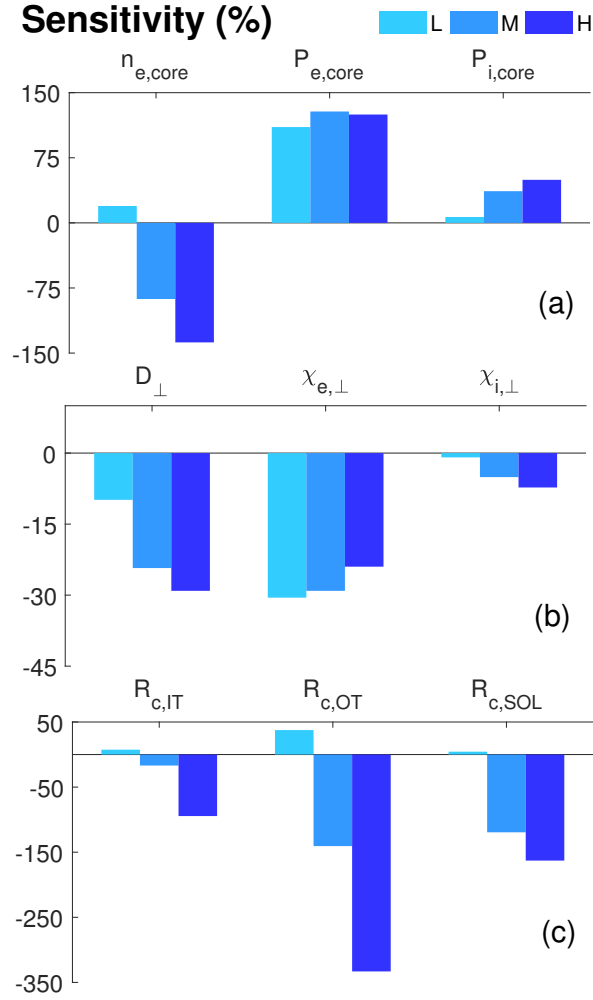 Sensitivity (%) L M H
n_e,core P_e,core P_i,core
150
75
0
-75
-150
(a)
D_⊥ χ_e,⊥ χ_i,⊥
0
-15
-30
-45
(b)
R_c,IT R_c,OT R_c,SOL
50
-50
-150
-250
-350
(c)